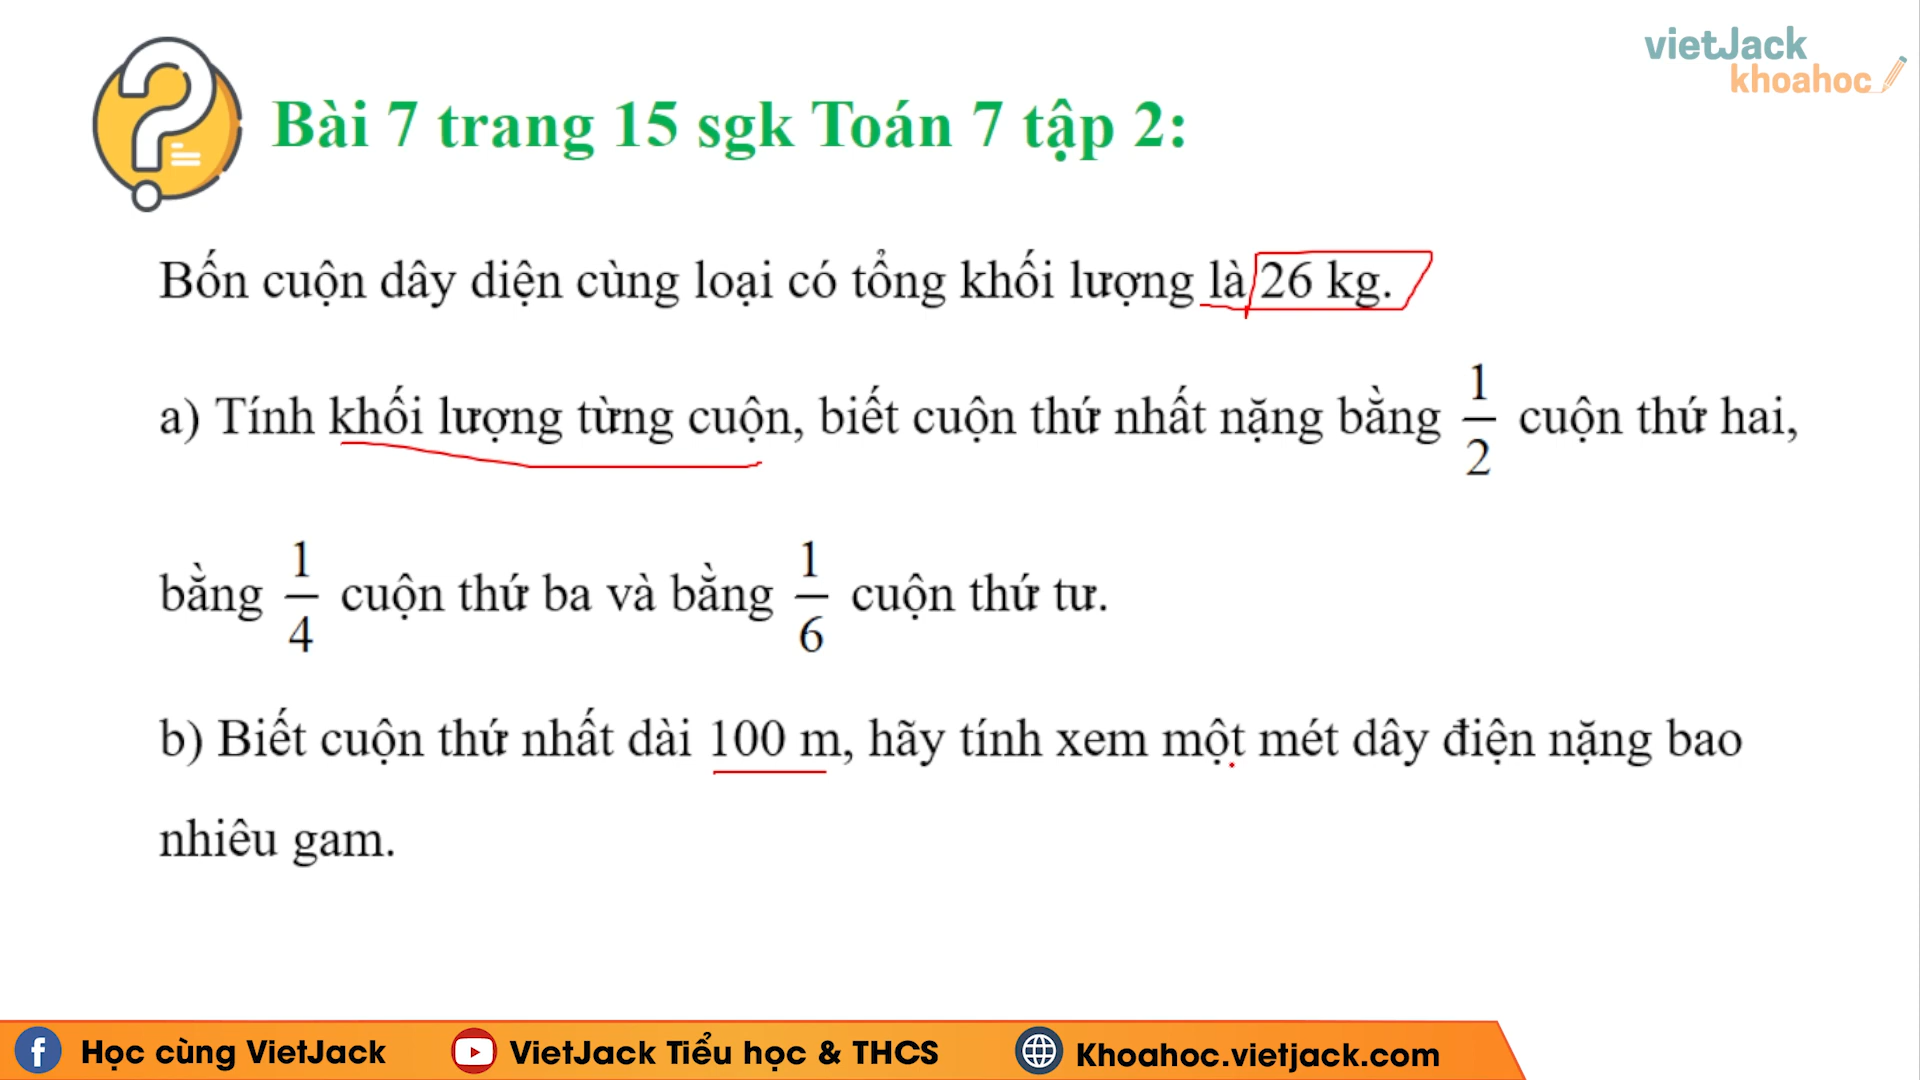 vietJack
khoahoc
Bài 7 trang 15 sgk Toán 7 tập 2:
Bốn cuộn dây diện cùng loại có tổng khối lượng là 26 kg.
a) Tính khối lượng từng cuộn, biết cuộn thứ nhất nặng bằng 1/2 cuộn thứ hai,
bằng 1/4 cuộn thứ ba và bằng 1/6 cuộn thứ tư.
b) Biết cuộn thứ nhất dài 100 m, hãy tính xem một mét dây điện nặng bao
nhiêu gam.
Học cùng VietJack VietJack Tiểu học & THCS Khoahoc.vietjack.com